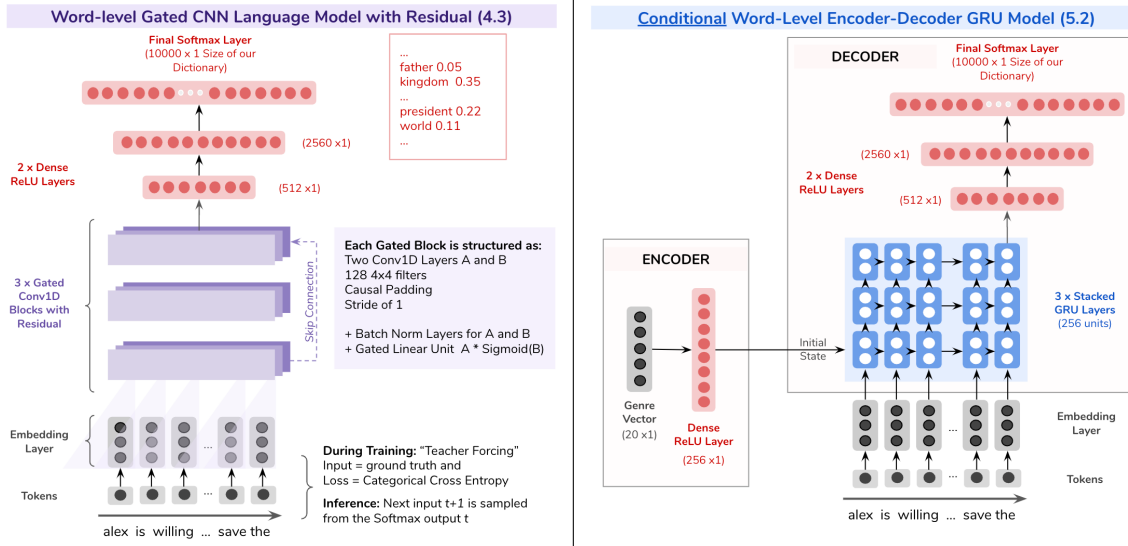 Word-level Gated CNN Language Model with Residual (4.3)
Final Softmax Layer
(10000 x 1 Size of our
Dictionary)
...
father 0.05
kingdom 0.35
...
president 0.22
world 0.11
...
(2560 x1)
2 x Dense
ReLU Layers
(512 x1)
3 x Gated
Conv1D
Blocks with
Residual
Skip Connection
Each Gated Block is structured as:
Two Conv1D Layers A and B
128 4x4 filters
Causal Padding
Stride of 1
+ Batch Norm Layers for A and B
+ Gated Linear Unit A * Sigmoid(B)
Embedding
Layer
...
Tokens
...
alex is willing ... save the
During Training: “Teacher Forcing”
Input = ground truth and
Loss = Categorical Cross Entropy
Inference: Next input t+1 is sampled
from the Softmax output t
Conditional Word-Level Encoder-Decoder GRU Model (5.2)
DECODER
Final Softmax Layer
(10000 x 1 Size of our
Dictionary)
(2560 x1)
2 x Dense
ReLU Layers
(512 x1)
ENCODER
Genre
Vector
(20 x1)
Dense
ReLU Layer
(256 x1)
Initial
State
3 x Stacked
GRU Layers
(256 units)
Embedding
Layer
...
Tokens
...
alex is willing ... save the